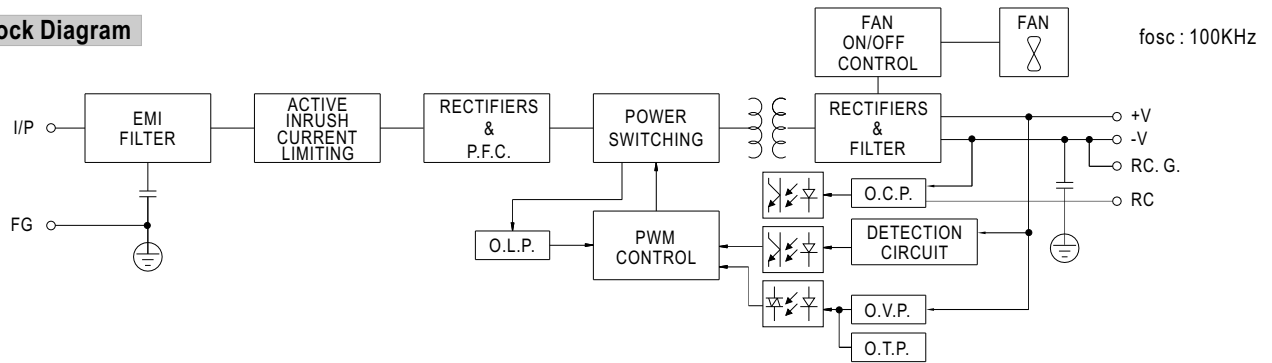 ock Diagram
fosc : 100KHz
FAN
ON/OFF
CONTROL
FAN
I/P
EMI
FILTER
ACTIVE
INRUSH
CURRENT
LIMITING
RECTIFIERS
&
P.F.C.
POWER
SWITCHING
RECTIFIERS
&
FILTER
+V
-V
RC. G.
RC
FG
O.L.P.
PWM
CONTROL
O.C.P.
DETECTION
CIRCUIT
O.V.P.
O.T.P.